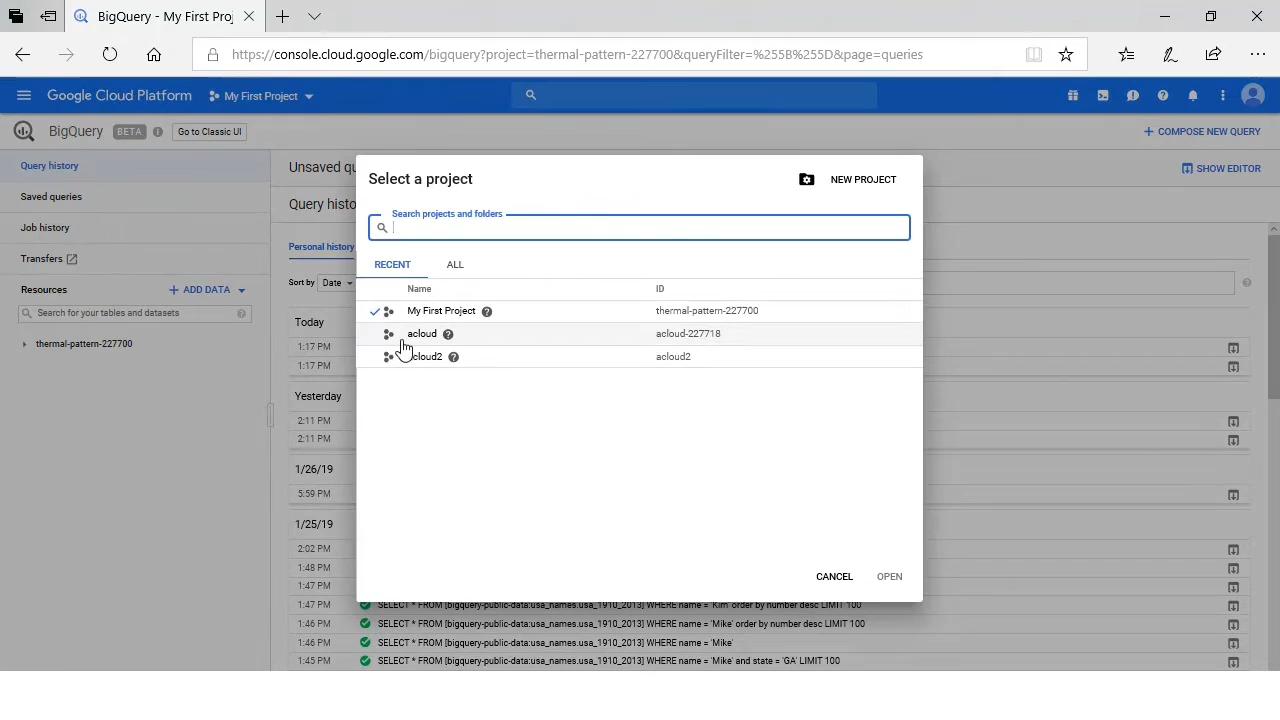 BigQuery - My First Proj
https://console.cloud.google.com/bigquery?project=thermal-pattern-227700&queryFilter=%255B%255D&page=queries
Google Cloud Platform
My First Project
BigQuery
BETA
Go to Classic UI
COMPOSE NEW QUERY
Query history
Saved queries
Job history
Transfers
Resources
ADD DATA
Search for your tables and datasets
thermal-pattern-227700
Unsaved qu
SHOW EDITOR
Query histo
Personal history
Sort by
Date
Select a project
NEW PROJECT
Search projects and folders
RECENT
ALL
Name
ID
My First Project
thermal-pattern-227700
acloud
acloud-227718
cloud2
acloud2
CANCEL
OPEN
Today
1:17 PM
1:17 PM
Yesterday
2:11 PM
2:11 PM
1/26/19
5:59 PM
1/25/19
2:02 PM
1:48 PM
1:47 PM
1:47 PM SELECT * FROM [bigquery-public-data:usa_names.usa_1910_2013] WHERE name = 'Kim' order by number desc LIMIT 100
1:46 PM SELECT * FROM [bigquery-public-data:usa_names.usa_1910_2013] WHERE name = 'Mike' order by number desc LIMIT 100
1:46 PM SELECT * FROM [bigquery-public-data:usa_names.usa_1910_2013] WHERE name = 'Mike'
1:45 PM SELECT * FROM [bigquery-public-data:usa_names.usa_1910_2013] WHERE name = 'Mike' and state = 'GA' LIMIT 100